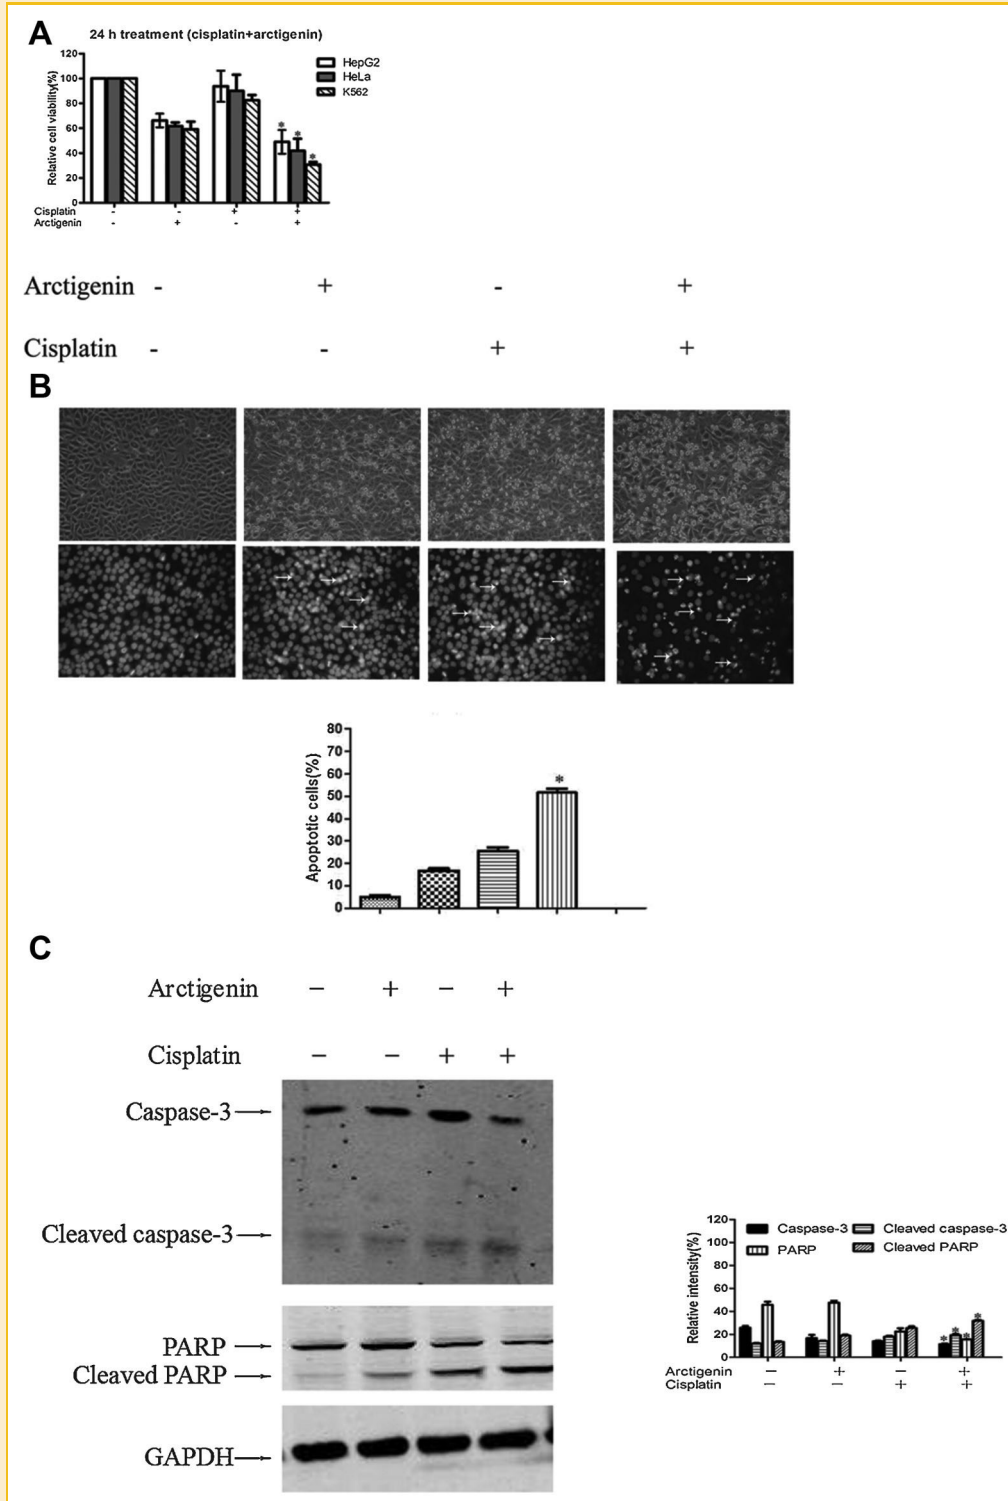 A
24 h treatment (cisplatin+arctigenin)
Relative cell viability(%)
120
100
80
60
40
20
0
HepG2
HeLa
K562
* * *
Cisplatin - - + +
Arctigenin - + - +
Arctigenin - + - +
Cisplatin - - + +
B
Apoptotic cells(%)
80
70
60
50
40
30
20
10
0
*
C
Arctigenin − + − +
Cisplatin − − + +
Caspase-3
Cleaved caspase-3
PARP
Cleaved PARP
GAPDH
Relative intensity(%)
120
100
80
60
40
20
0
Caspase-3 Cleaved caspase-3
PARP Cleaved PARP
* * * *
Arctigenin − + − +
Cisplatin − − + +